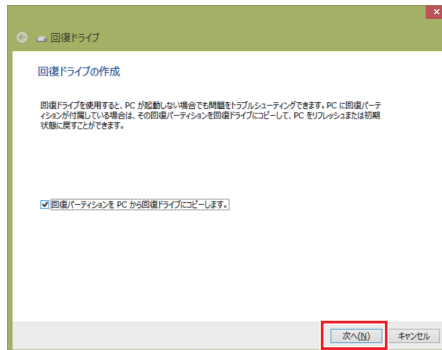 回復ドライブ
回復ドライブの作成
回復ドライブを使用すると、PC が起動しない場合でも問題をトラブルシューティングできます。PC に回復パーテ
ィションが付属している場合は、その回復パーティションを回復ドライブにコピーして、PC をリフレッシュまたは初期
状態に戻すことができます。
回復パーティションを PC から回復ドライブにコピーします。
次へ(N) キャンセル